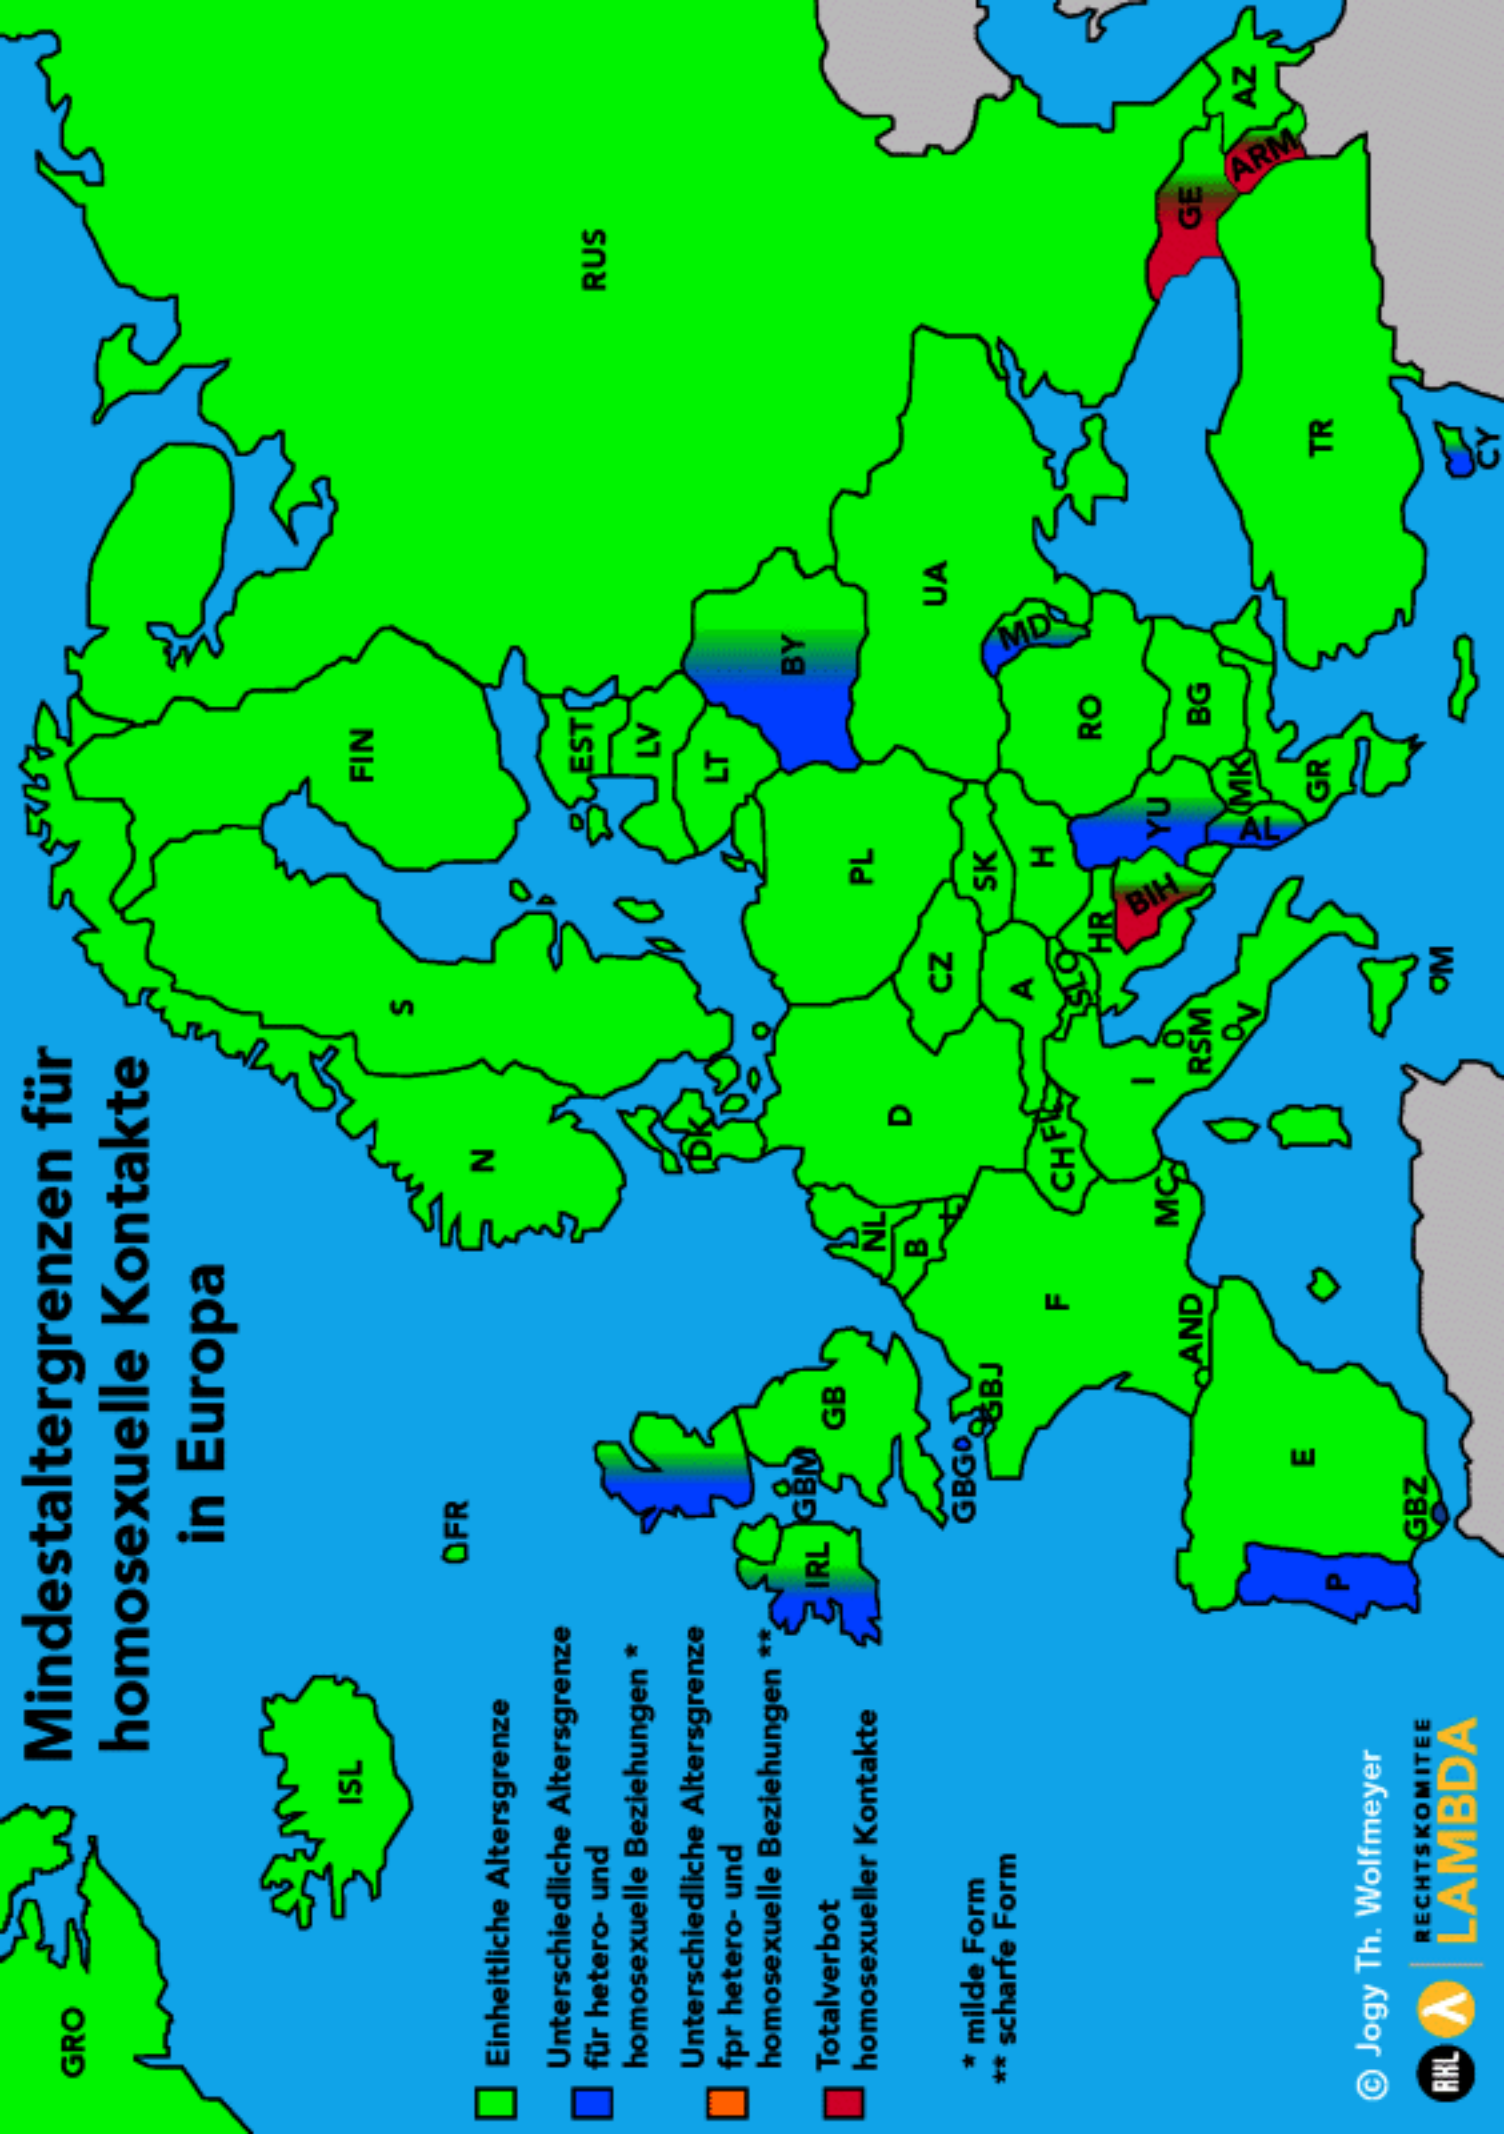 Mindestaltergrenzen für
homosexuelle Kontakte
in Europa
GRO
ISL
FR
N
S
FIN
RUS
EST
LV
LT
BY
DK
GB
GBM
IRL
NL
B
L
D
PL
CZ
SK
UA
MD
GBG
GBJ
F
CH
FL
A
H
SLO
HR
RO
BIH
YU
BG
MK
AL
GR
AND
MC
I
RSM
V
M
P
E
GBZ
TR
CY
GE
ARM
AZ
Einheitliche Altersgrenze
Unterschiedliche Altersgrenze
für hetero- und
homosexuelle Beziehungen *
Unterschiedliche Altersgrenze
fpr hetero- und
homosexuelle Beziehungen **
Totalverbot
homosexueller Kontakte
* milde Form
** scharfe Form
© Jogy Th. Wolfmeyer
RKL
λ
RECHTSKOMITEE
LAMBDA